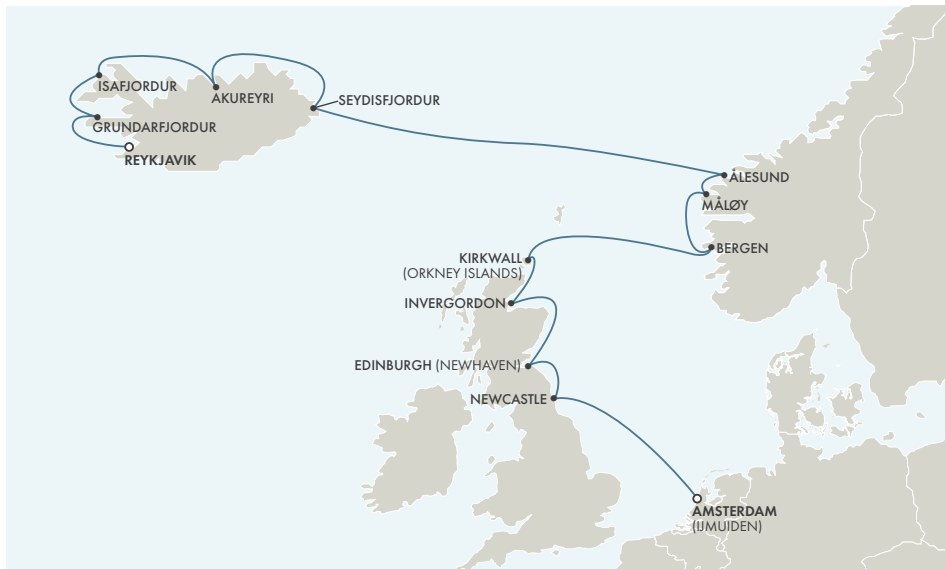 ISAFJORDUR
AKUREYRI
SEYDISFJORDUR
GRUNDARFJORDUR
REYKJAVIK
ÅLESUND
MÅLØY
BERGEN
KIRKWALL
(ORKNEY ISLANDS)
INVERGORDON
EDINBURGH (NEWHAVEN)
NEWCASTLE
AMSTERDAM
(IJMUIDEN)